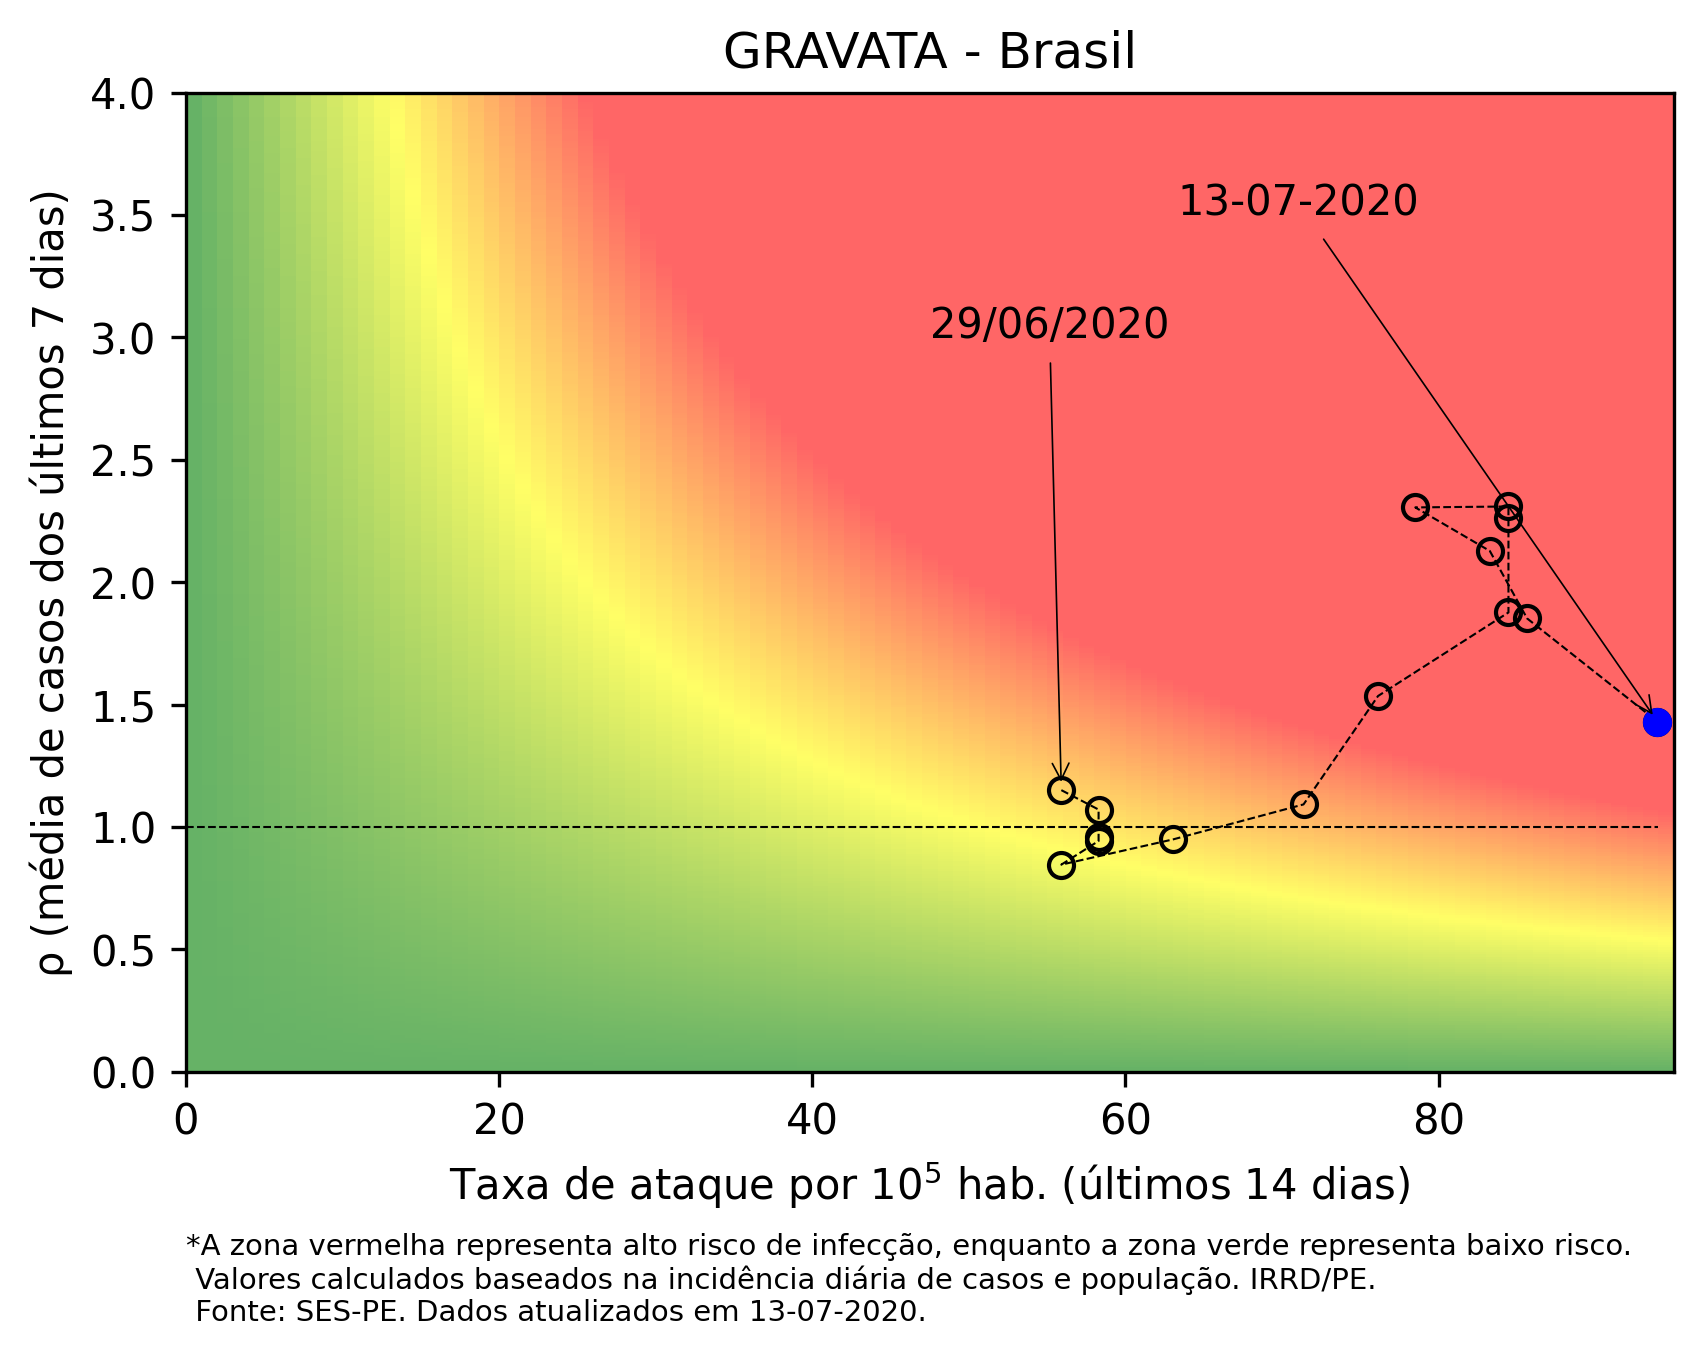 GRAVATA - Brasil
4.0
3.5
3.0
2.5
2.0
1.5
1.0
0.5
0.0
ρ (média de casos dos últimos 7 dias)
13-07-2020
29/06/2020
0 20 40 60 80
Taxa de ataque por 10⁵ hab. (últimos 14 dias)
*A zona vermelha representa alto risco de infecção, enquanto a zona verde representa baixo risco.
Valores calculados baseados na incidência diária de casos e população. IRRD/PE.
Fonte: SES-PE. Dados atualizados em 13-07-2020.